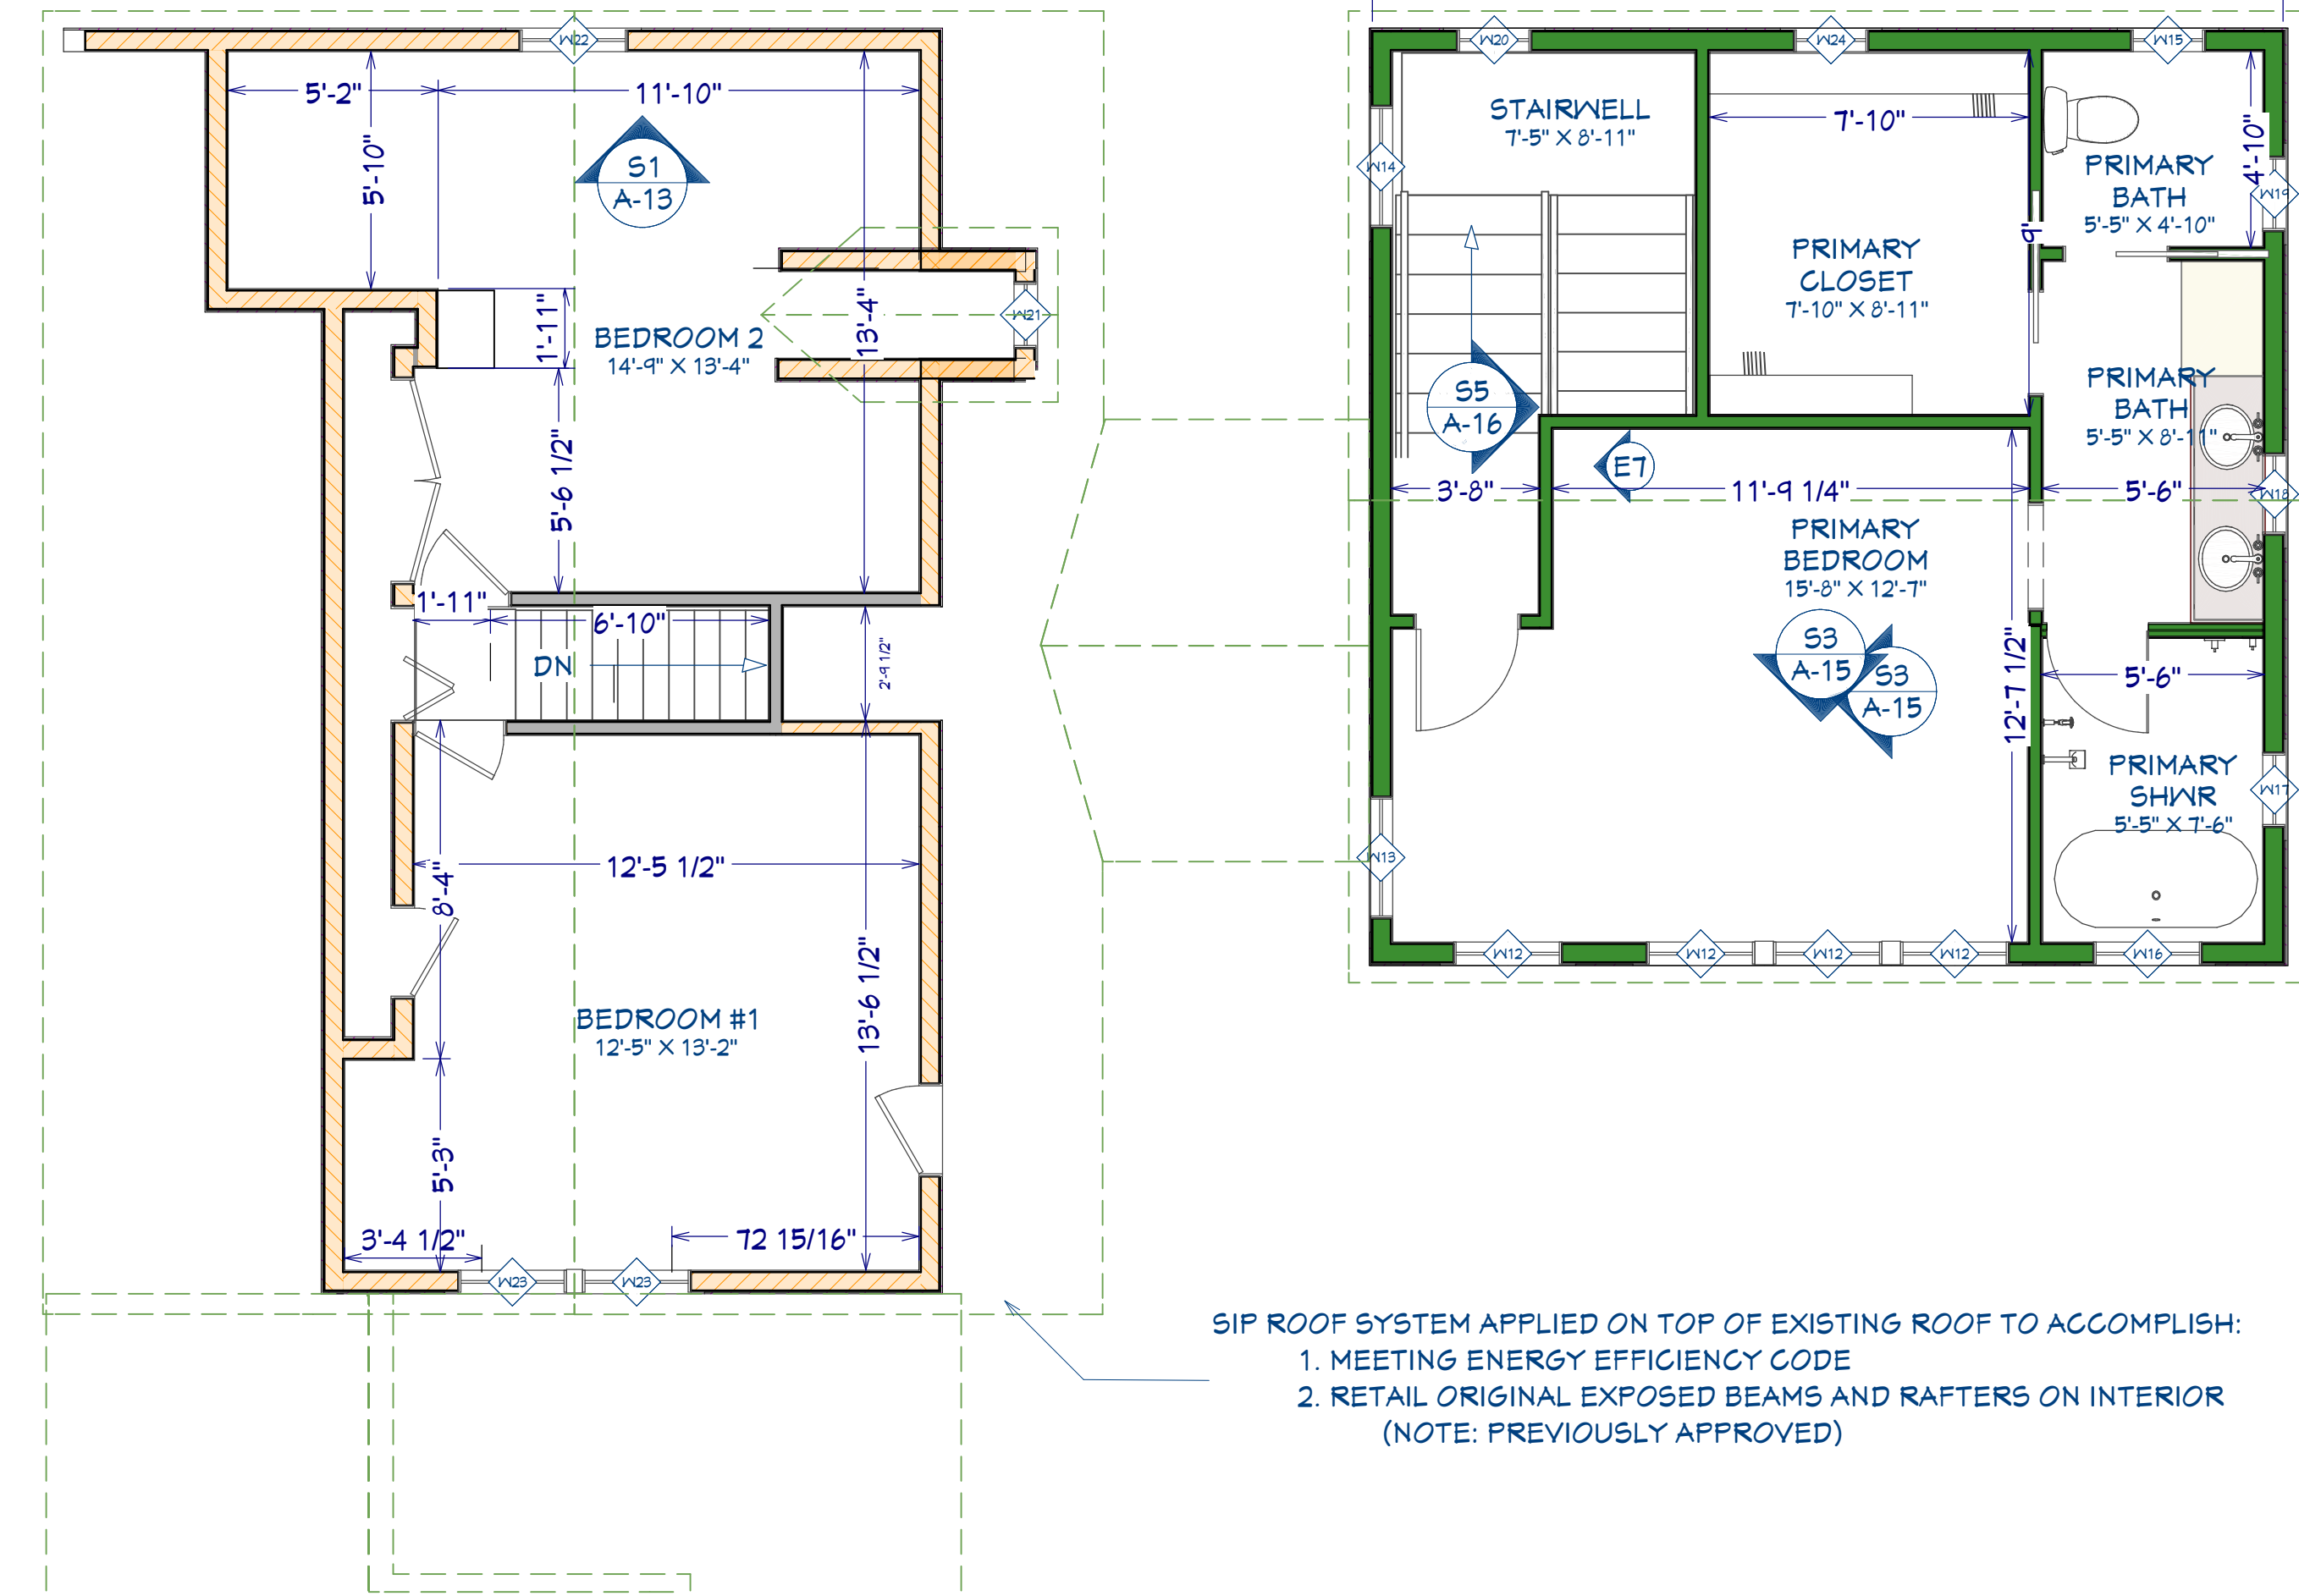 W22
5'-2"
11'-10"
5'-10"
S1
A-13
1'-11"
13'-4"
BEDROOM 2
14'-9" X 13'-4"
W21
5'-6 1/2"
1'-11"
6'-10"
DN
2'-9 1/2"
12'-5 1/2"
8'-4"
13'-6 1/2"
BEDROOM #1
12'-5" X 13'-2"
5'-3"
3'-4 1/2"
72 15/16"
W23
W23
W20
W24
W15
STAIRWELL
7'-5" X 8'-11"
7'-10"
4'-10"
W14
PRIMARY
BATH
5'-5" X 4'-10"
W19
9'
PRIMARY
CLOSET
7'-10" X 8'-11"
S5
A-16
PRIMARY
BATH
5'-5" X 8'-11"
E7
3'-8"
11'-9 1/4"
5'-6"
W18
PRIMARY
BEDROOM
15'-8" X 12'-7"
S3
A-15
S3
A-15
12'-7 1/2"
5'-6"
PRIMARY
SHWR
5'-5" X 7'-6"
W17
W13
W12
W12
W12
W12
W16
SIP ROOF SYSTEM APPLIED ON TOP OF EXISTING ROOF TO ACCOMPLISH:
1. MEETING ENERGY EFFICIENCY CODE
2. RETAIL ORIGINAL EXPOSED BEAMS AND RAFTERS ON INTERIOR
(NOTE: PREVIOUSLY APPROVED)